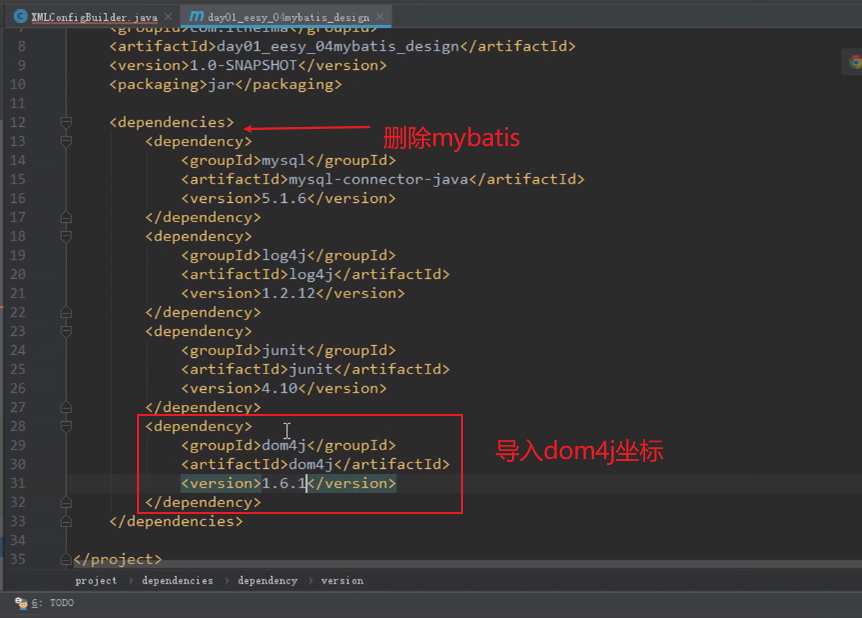 XMLConfigBuilder.java × m day01_eesy_04mybatis_design ×
7 <groupId>com.itheima</groupId>
8 <artifactId>day01_eesy_04mybatis_design</artifactId>
9 <version>1.0-SNAPSHOT</version>
10 <packaging>jar</packaging>
11
12 <dependencies>
删除mybatis
13 <dependency>
14 <groupId>mysql</groupId>
15 <artifactId>mysql-connector-java</artifactId>
16 <version>5.1.6</version>
17 </dependency>
18 <dependency>
19 <groupId>log4j</groupId>
20 <artifactId>log4j</artifactId>
21 <version>1.2.12</version>
22 </dependency>
23 <dependency>
24 <groupId>junit</groupId>
25 <artifactId>junit</artifactId>
26 <version>4.10</version>
27 </dependency>
28 <dependency>
29 <groupId>dom4j</groupId>
导入dom4j坐标
30 <artifactId>dom4j</artifactId>
31 <version>1.6.1</version>
32 </dependency>
33 </dependencies>
34
35 </project>
project › dependencies › dependency › version
6: TODO